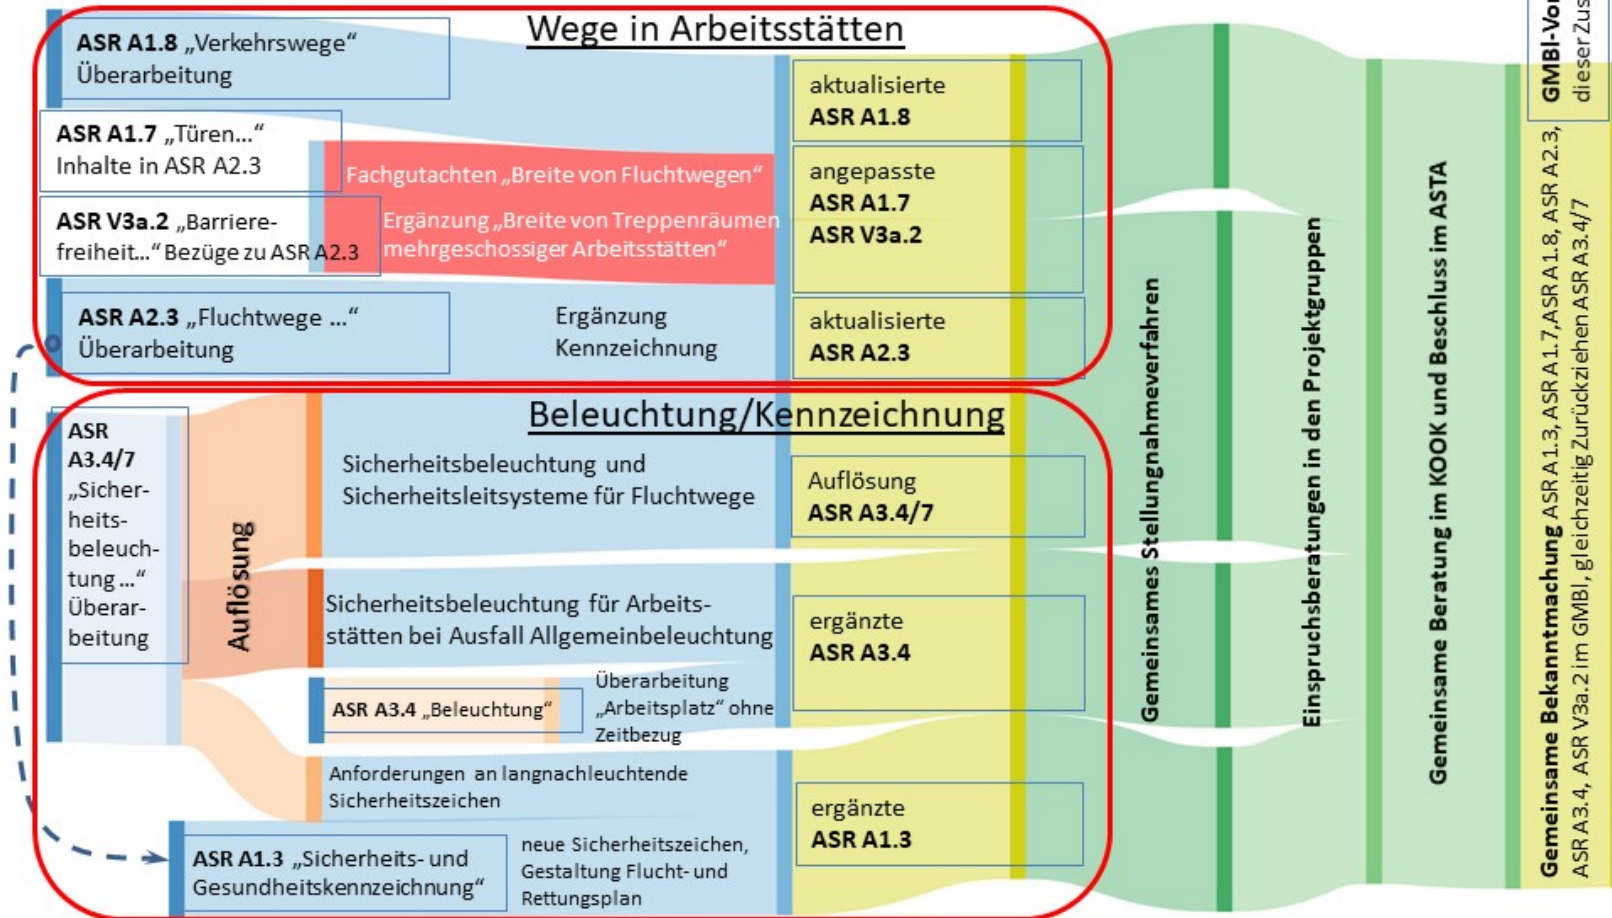 Wege in Arbeitsstätten
ASR A1.8 „Verkehrswege“
Überarbeitung
ASR A1.7 „Türen...“
Inhalte in ASR A2.3
ASR V3a.2 „Barriere-
freiheit...“ Bezüge zu ASR A2.3
ASR A2.3 „Fluchtwege ...“
Überarbeitung
Fachgutachten „Breite von Fluchtwegen“
Ergänzung „Breite von Treppenräumen
mehrgeschossiger Arbeitsstätten“
Ergänzung
Kennzeichnung
aktualisierte
ASR A1.8
angepasste
ASR A1.7
ASR V3a.2
aktualisierte
ASR A2.3
Beleuchtung/Kennzeichnung
ASR
A3.4/7
„Sicher-
heits-
beleuch-
tung ...“
Überar-
beitung
Auflösung
Sicherheitsbeleuchtung und
Sicherheitsleitsysteme für Fluchtwege
Sicherheitsbeleuchtung für Arbeits-
stätten bei Ausfall Allgemeinbeleuchtung
ASR A3.4 „Beleuchtung“
Überarbeitung
„Arbeitsplatz“ ohne
Zeitbezug
Anforderungen an langnachleuchtende
Sicherheitszeichen
ASR A1.3 „Sicherheits- und
Gesundheitskennzeichnung“
neue Sicherheitszeichen,
Gestaltung Flucht- und
Rettungsplan
Auflösung
ASR A3.4/7
ergänzte
ASR A3.4
ergänzte
ASR A1.3
Gemeinsames Stellungnahmeverfahren
Einspruchsberatungen in den Projektgruppen
Gemeinsame Beratung im KOOK und Beschluss im ASTA
Gemeinsame Bekanntmachung ASR A1.3, ASR A1.7, ASR A1.8, ASR A2.3,
ASR A3.4, ASR V3a.2 im GMBl, gleichzeitig Zurückziehen ASR A3.4/7
dieser